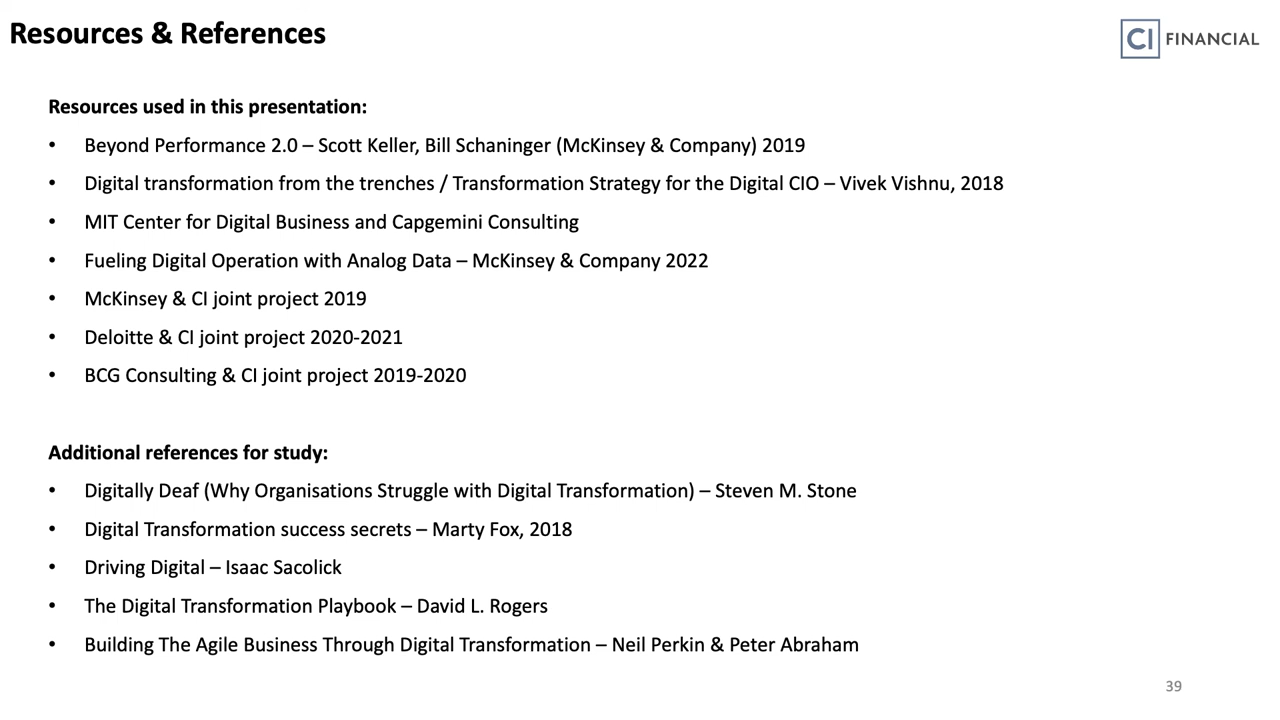 Resources & References
CI FINANCIAL
Resources used in this presentation:
• Beyond Performance 2.0 – Scott Keller, Bill Schaninger (McKinsey & Company) 2019
• Digital transformation from the trenches / Transformation Strategy for the Digital CIO – Vivek Vishnu, 2018
• MIT Center for Digital Business and Capgemini Consulting
• Fueling Digital Operation with Analog Data – McKinsey & Company 2022
• McKinsey & CI joint project 2019
• Deloitte & CI joint project 2020-2021
• BCG Consulting & CI joint project 2019-2020
Additional references for study:
• Digitally Deaf (Why Organisations Struggle with Digital Transformation) – Steven M. Stone
• Digital Transformation success secrets – Marty Fox, 2018
• Driving Digital – Isaac Sacolick
• The Digital Transformation Playbook – David L. Rogers
• Building The Agile Business Through Digital Transformation – Neil Perkin & Peter Abraham
39